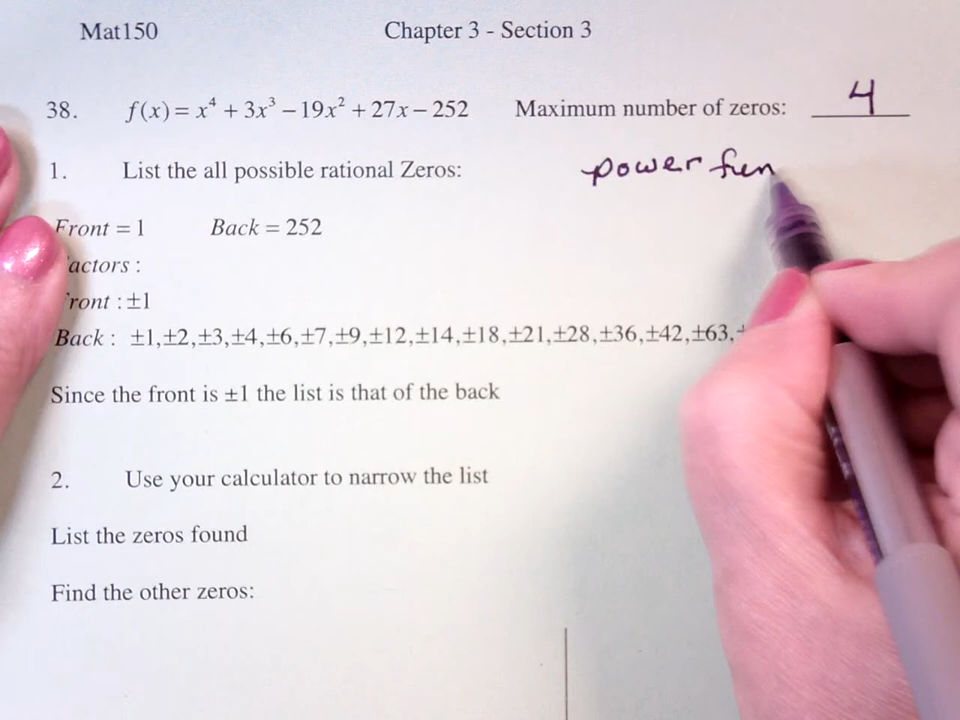 Mat150 Chapter 3 - Section 3
38. f(x) = x⁴ + 3x³ − 19x² + 27x − 252 Maximum number of zeros: 4
1. List the all possible rational Zeros: power fun
Front = 1 Back = 252
actors :
ront : ±1
Back : ±1,±2,±3,±4,±6,±7,±9,±12,±14,±18,±21,±28,±36,±42,±63,
Since the front is ±1 the list is that of the back
2. Use your calculator to narrow the list
List the zeros found
Find the other zeros: